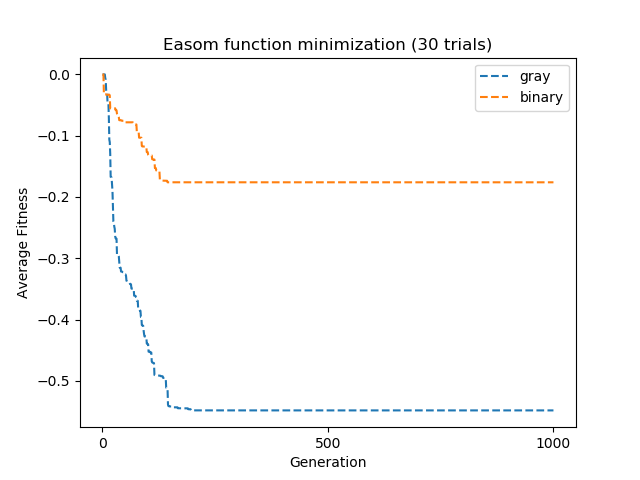 Easom function minimization (30 trials)
gray
binary
0.0
−0.1
−0.2
−0.3
−0.4
−0.5
Average Fitness
0
500
1000
Generation